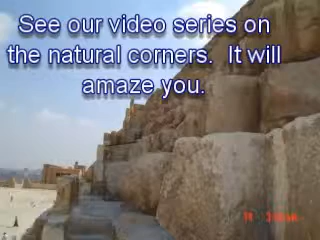 See our video series on
the natural corners. It will
amaze you.